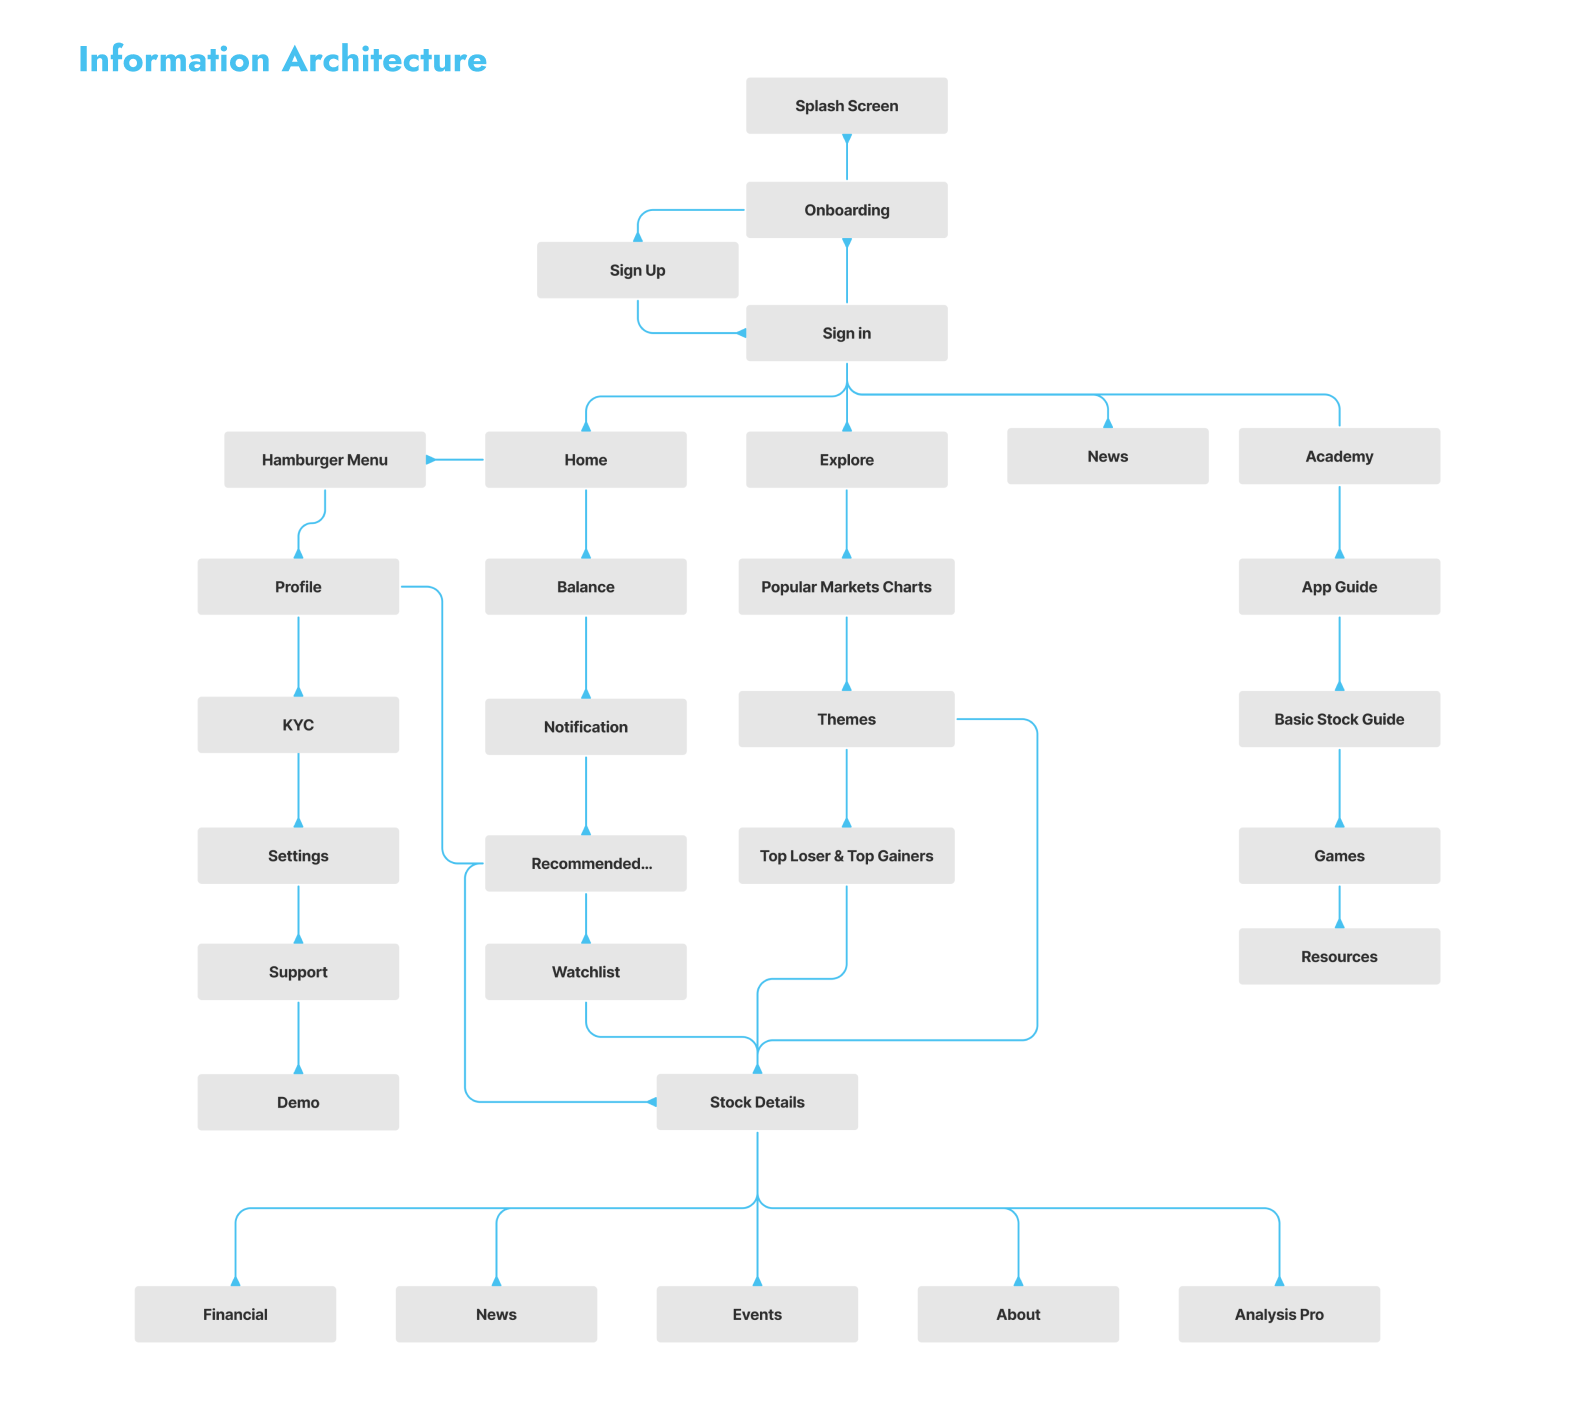 Information Architecture
Splash Screen
Onboarding
Sign Up
Sign in
Hamburger Menu
Home
Explore
News
Academy
Profile
Balance
Popular Markets Charts
App Guide
KYC
Notification
Themes
Basic Stock Guide
Settings
Recommended...
Top Loser & Top Gainers
Games
Support
Watchlist
Resources
Demo
Stock Details
Financial
News
Events
About
Analysis Pro